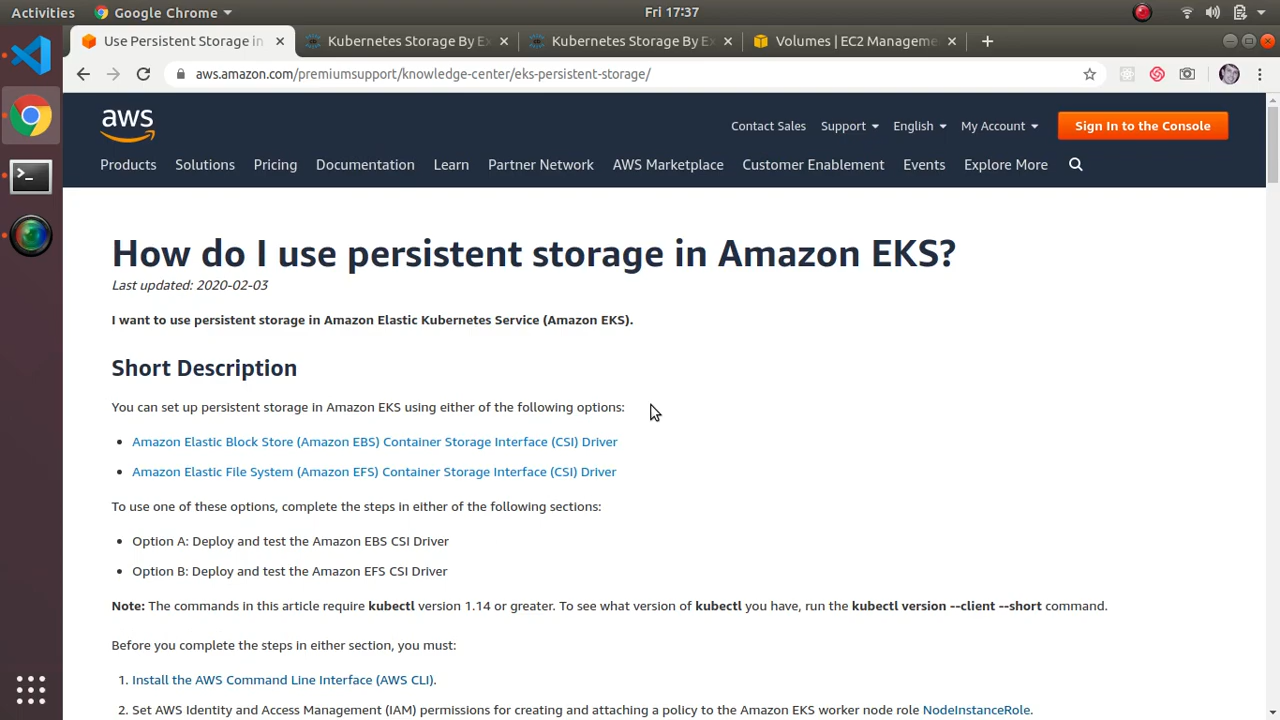 Activities Google Chrome Fri 17:37
Use Persistent Storage in Kubernetes Storage By Ex Kubernetes Storage By Ex Volumes | EC2 Manageme
aws.amazon.com/premiumsupport/knowledge-center/eks-persistent-storage/
aws
Contact Sales Support English My Account Sign In to the Console
Products Solutions Pricing Documentation Learn Partner Network AWS Marketplace Customer Enablement Events Explore More
How do I use persistent storage in Amazon EKS?
Last updated: 2020-02-03
I want to use persistent storage in Amazon Elastic Kubernetes Service (Amazon EKS).
Short Description
You can set up persistent storage in Amazon EKS using either of the following options:
• Amazon Elastic Block Store (Amazon EBS) Container Storage Interface (CSI) Driver
• Amazon Elastic File System (Amazon EFS) Container Storage Interface (CSI) Driver
To use one of these options, complete the steps in either of the following sections:
• Option A: Deploy and test the Amazon EBS CSI Driver
• Option B: Deploy and test the Amazon EFS CSI Driver
Note: The commands in this article require kubectl version 1.14 or greater. To see what version of kubectl you have, run the kubectl version --client --short command.
Before you complete the steps in either section, you must:
1. Install the AWS Command Line Interface (AWS CLI).
2. Set AWS Identity and Access Management (IAM) permissions for creating and attaching a policy to the Amazon EKS worker node role NodeInstanceRole.